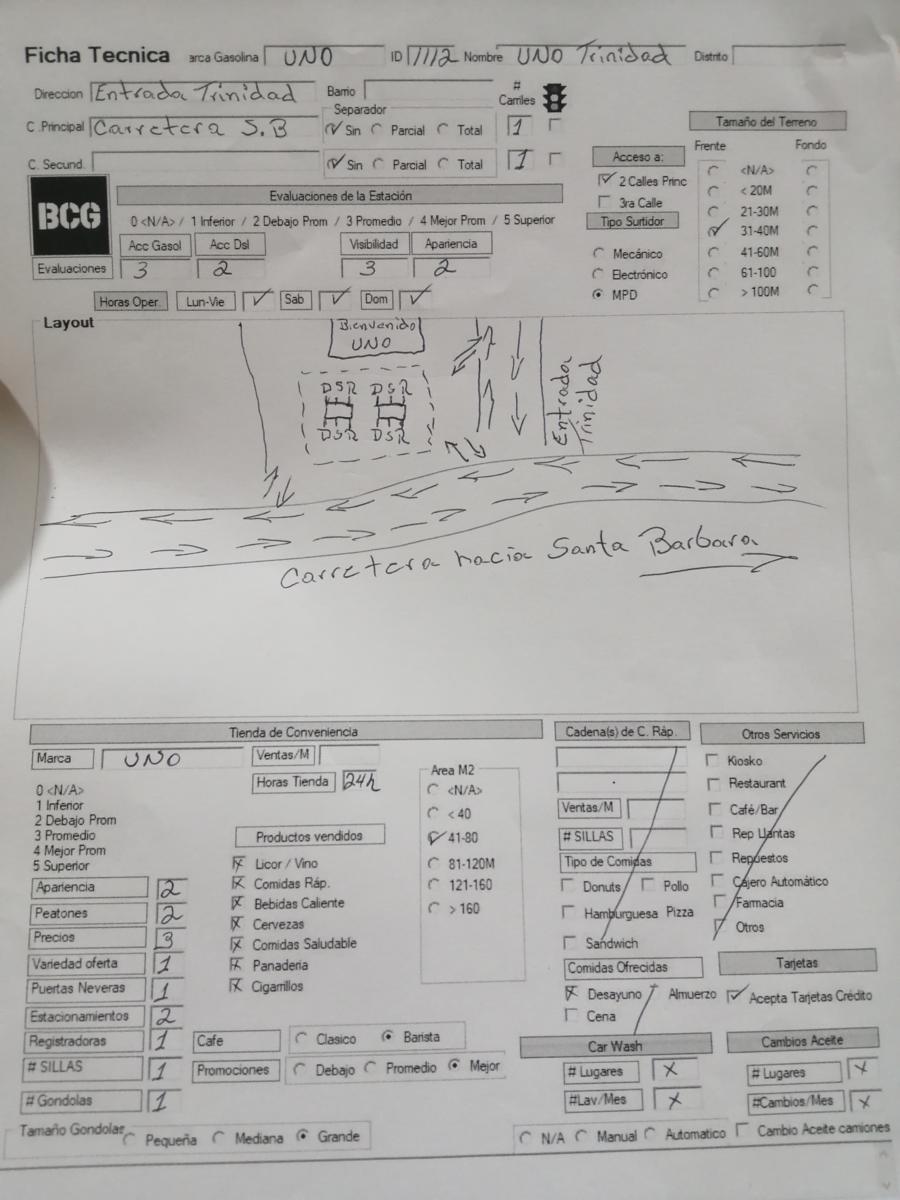 Ficha Tecnica arca Gasolina UNO ID 1112 Nombre UNO Trinidad Distrito
Direccion Entrada Trinidad Barrio # Carriles
Separador
C .Principal Carretera S.B Sin Parcial Total 1
C. Secund. Sin Parcial Total 1
Tamaño del Terreno
Frente Fondo
<N/A>
< 20M
21-30M
31-40M
41-60M
61-100
> 100M
Acceso a:
2 Calles Princ
3ra Calle
Tipo Surtidor
Mecánico
Electrónico
MPD
BCG
Evaluaciones de la Estación
0 <N/A> / 1 Inferior / 2 Debajo Prom / 3 Promedio / 4 Mejor Prom / 5 Superior
Acc Gasol Acc Dsl Visibilidad Apariencia
Evaluaciones 3 2 3 2
Horas Oper. Lun-Vie Sab Dom
Layout
Bienvenido
UNO
DSR DSR
DSR DSR
Entrada
Trinidad
Carretera hacia Santa Barbara
Tienda de Conveniencia
Marca UNO Ventas/M
Horas Tienda 24h
0 <N/A>
1 Inferior
2 Debajo Prom
3 Promedio
4 Mejor Prom
5 Superior
Apariencia 2
Peatones 2
Precios 3
Variedad oferta 1
Puertas Neveras 1
Estacionamientos 2
Registradoras 1
# SILLAS 1
# Gondolas 1
Tamaño Gondolas Pequeña Mediana Grande
Productos vendidos
Licor / Vino
Comidas Ráp.
Bebidas Caliente
Cervezas
Comidas Saludable
Panaderia
Cigarrillos
Area M2
<N/A>
< 40
41-80
81-120M
121-160
> 160
Cafe Clasico Barista
Promociones Debajo Promedio Mejor
Cadena(s) de C. Ráp.
Ventas/M
# SILLAS
Tipo de Comidas
Donuts Pollo
Hamburguesa Pizza
Sandwich
Comidas Ofrecidas
Desayuno Almuerzo
Cena
Otros Servicios
Kiosko
Restaurant
Café/Bar
Rep Llantas
Repuestos
Cajero Automático
Farmacia
Otros
Tarjetas
Acepta Tarjetas Crédito
Car Wash
# Lugares X
#Lav/Mes X
N/A Manual Automatico
Cambios Aceite
# Lugares X
#Cambios/Mes X
Cambio Aceite camiones